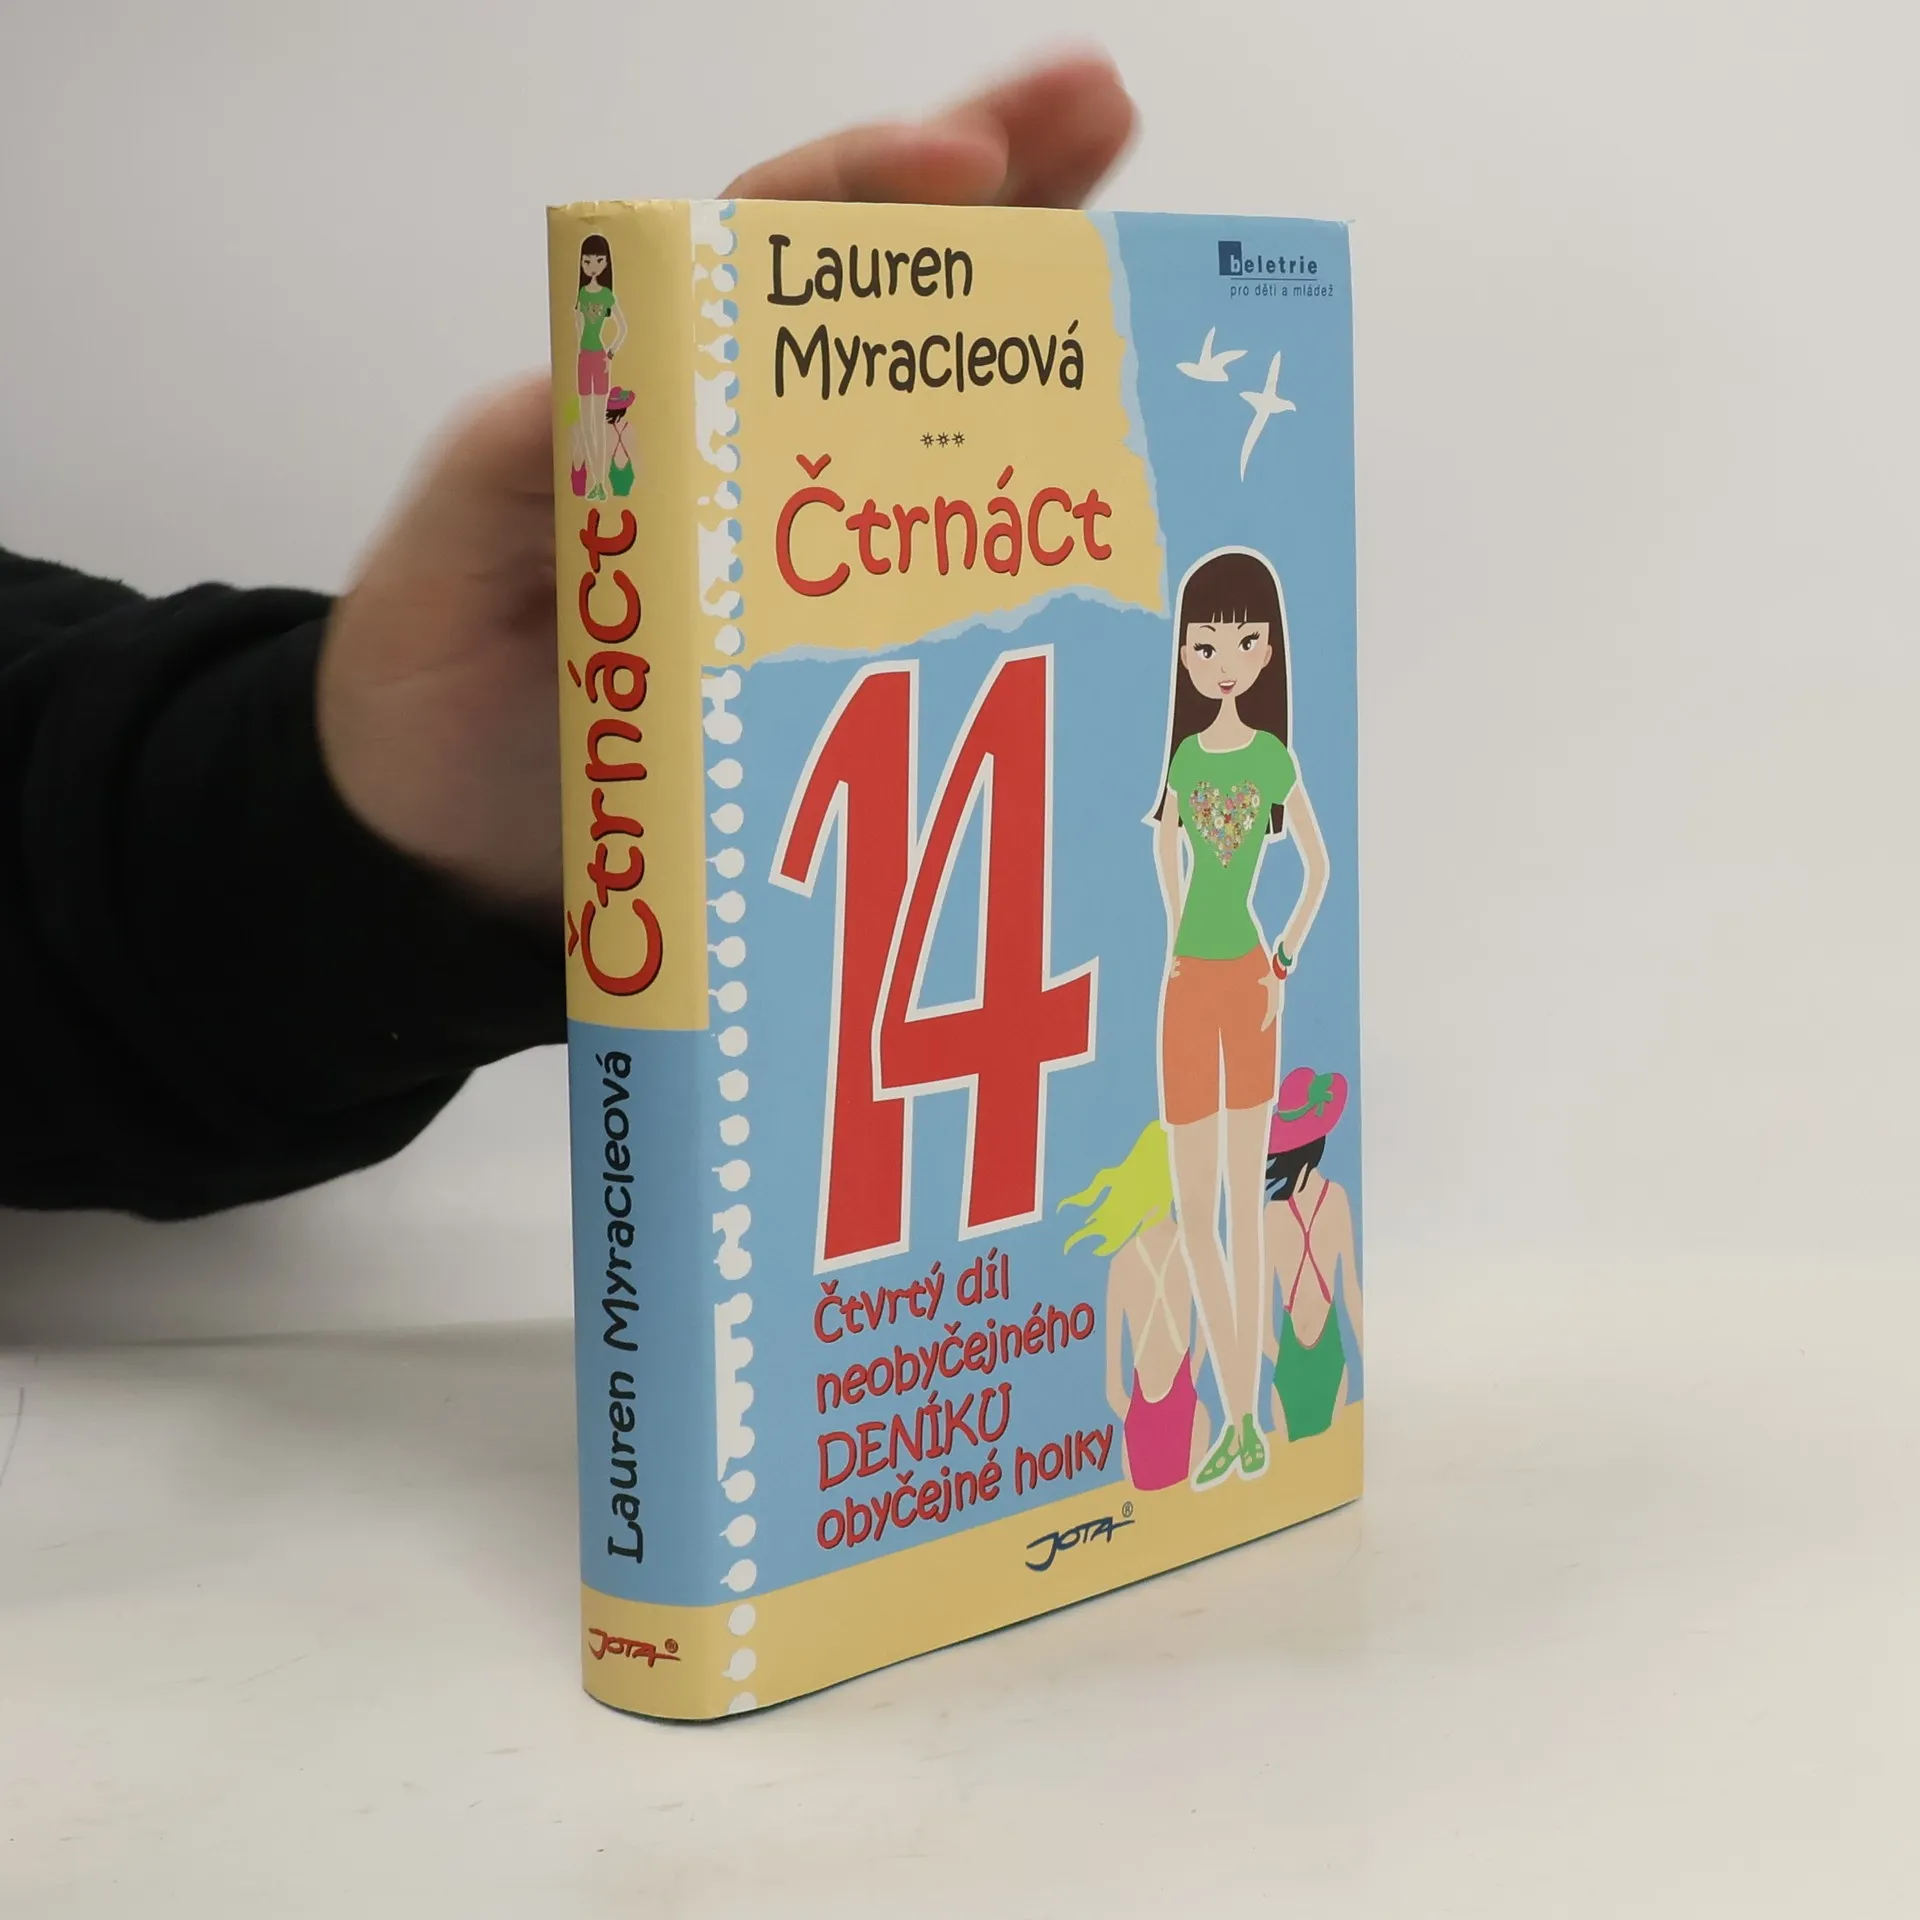 Čtrnáct
Lauren Myracleová
JOTA®
Lauren
Myracleová
***
Čtrnáct
beletrie
pro děti a mládež
14
Čtvrtý díl
neobyčejného
DENÍKU
obyčejné holky
JOTA®